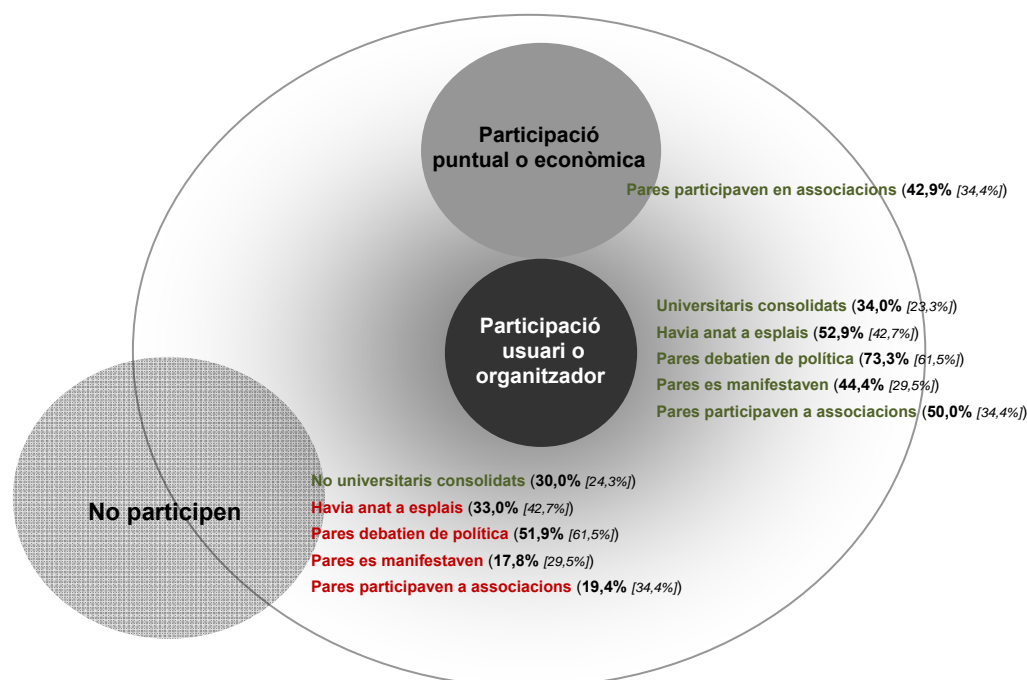 Participació
puntual o econòmica
Pares participaven en associacions (42,9% [34,4%])
Participació
usuari o
organitzador
Universitaris consolidats (34,0% [23,3%])
Havia anat a esplais (52,9% [42,7%])
Pares debatien de política (73,3% [61,5%])
Pares es manifestaven (44,4% [29,5%])
Pares participaven a associacions (50,0% [34,4%])
No participen
No universitaris consolidats (30,0% [24,3%])
Havia anat a esplais (33,0% [42,7%])
Pares debatien de política (51,9% [61,5%])
Pares es manifestaven (17,8% [29,5%])
Pares participaven a associacions (19,4% [34,4%])